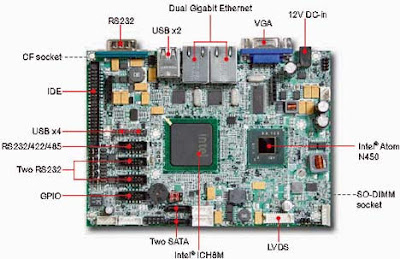 Dual Gigabit Ethernet
RS232
USB x2
VGA
12V DC-in
CF socket
IDE
USB x4
RS232/422/485
Two RS232
GPIO
Intel® Atom
N450
SO-DIMM
socket
Two SATA
LVDS
Intel® ICH8M
intel